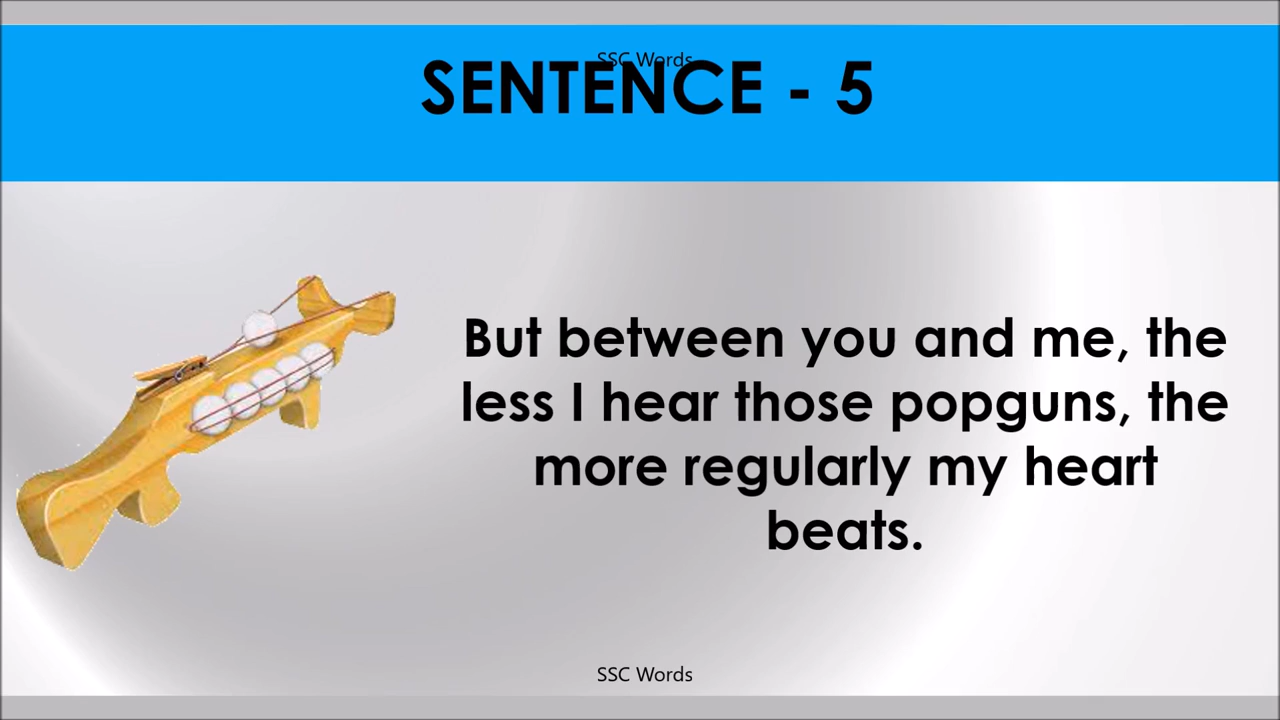 SSC Words
SENTENCE - 5
But between you and me, the
less I hear those popguns, the
more regularly my heart
beats.
SSC Words